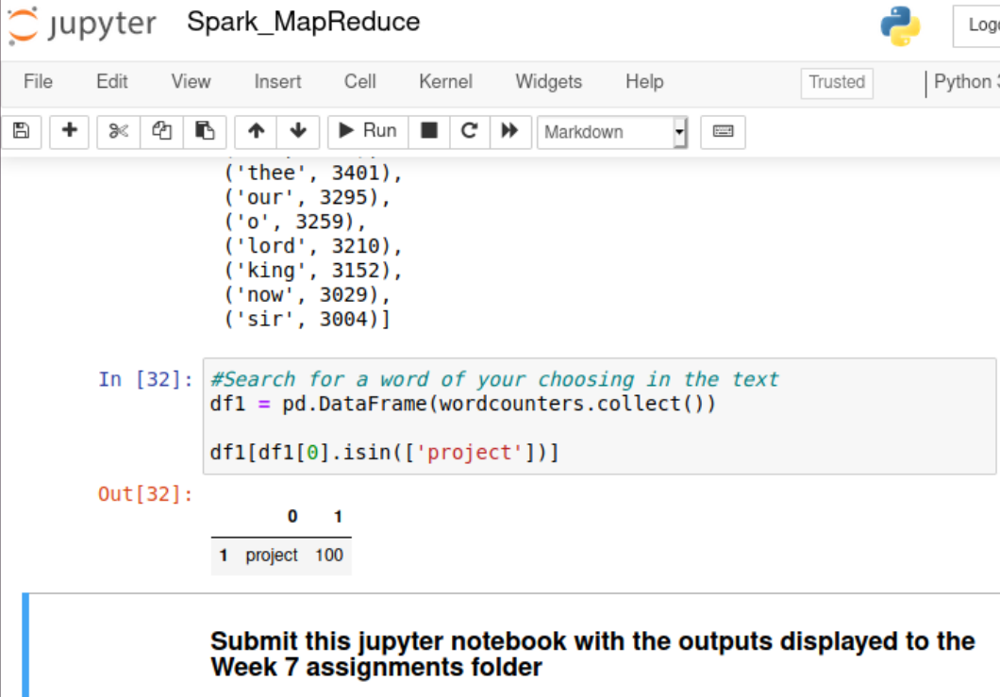 jupyter Spark_MapReduce
File Edit View Insert Cell Kernel Widgets Help Trusted Python
Run Markdown
('thee', 3401),
('our', 3295),
('o', 3259),
('lord', 3210),
('king', 3152),
('now', 3029),
('sir', 3004)]
In [32]: #Search for a word of your choosing in the text
df1 = pd.DataFrame(wordcounters.collect())
df1[df1[0].isin(['project'])]
Out[32]:
0 1
1 project 100
Submit this jupyter notebook with the outputs displayed to the
Week 7 assignments folder